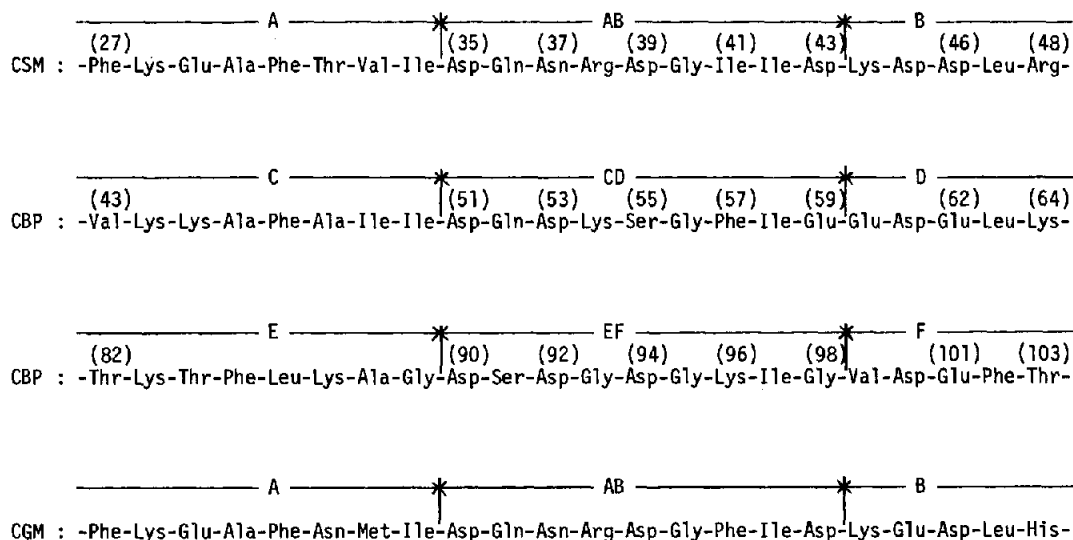 A AB B
(27) (35) (37) (39) (41) (43) (46) (48)
CSM : -Phe-Lys-Glu-Ala-Phe-Thr-Val-Ile-Asp-Gln-Asn-Arg-Asp-Gly-Ile-Ile-Asp-Lys-Asp-Asp-Leu-Arg-
C CD D
(43) (51) (53) (55) (57) (59) (62) (64)
CBP : -Val-Lys-Lys-Ala-Phe-Ala-Ile-Ile-Asp-Gln-Asp-Lys-Ser-Gly-Phe-Ile-Glu-Glu-Asp-Glu-Leu-Lys-
E EF F
(82) (90) (92) (94) (96) (98) (101) (103)
CBP : -Thr-Lys-Thr-Phe-Leu-Lys-Ala-Gly-Asp-Ser-Asp-Gly-Asp-Gly-Lys-Ile-Gly-Val-Asp-Glu-Phe-Thr-
A AB B
CGM : -Phe-Lys-Glu-Ala-Phe-Asn-Met-Ile-Asp-Gln-Asn-Arg-Asp-Gly-Phe-Ile-Asp-Lys-Glu-Asp-Leu-His-